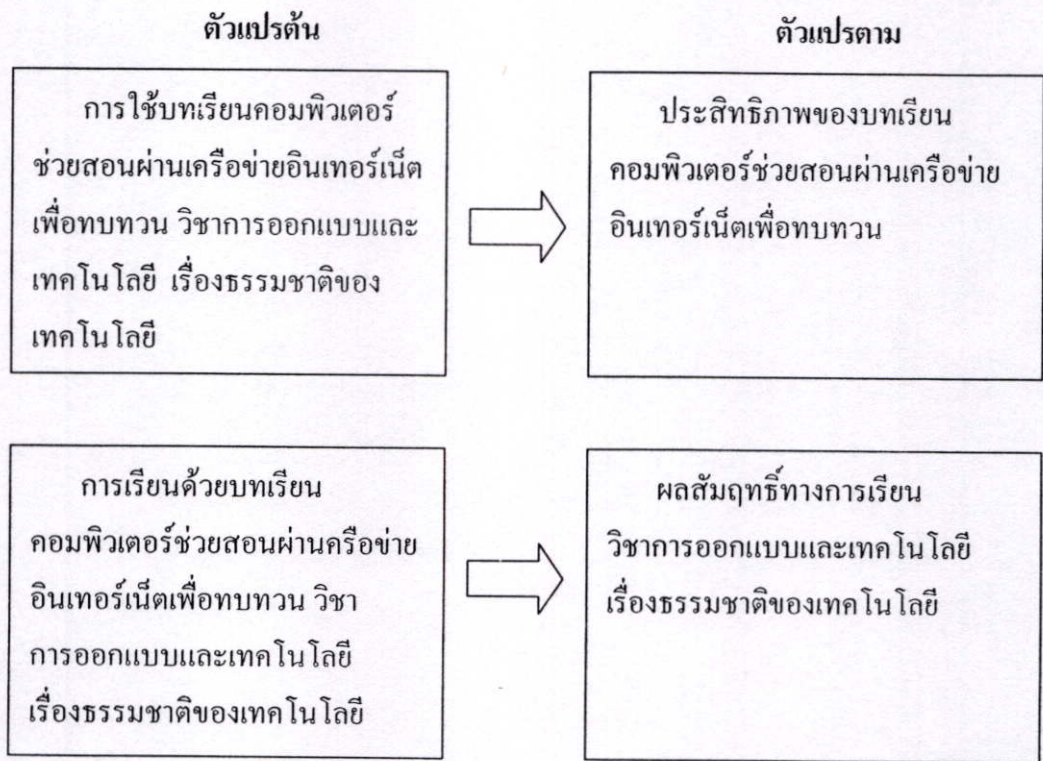 ตัวแปรต้น
ตัวแปรตาม
การใช้บทเรียนคอมพิวเตอร์
ช่วยสอนผ่านเครือข่ายอินเทอร์เน็ต
เพื่อทบทวน วิชาการออกแบบและ
เทคโนโลยี เรื่องธรรมชาติของ
เทคโนโลยี
ประสิทธิภาพของบทเรียน
คอมพิวเตอร์ช่วยสอนผ่านเครือข่าย
อินเทอร์เน็ตเพื่อทบทวน
การเรียนด้วยบทเรียน
คอมพิวเตอร์ช่วยสอนผ่านครือข่าย
อินเทอร์เน็ตเพื่อทบทวน วิชา
การออกแบบและเทคโนโลยี
เรื่องธรรมชาติของเทคโนโลยี
ผลสัมฤทธิ์ทางการเรียน
วิชาการออกแบบและเทคโนโลยี
เรื่องธรรมชาติของเทคโนโลยี